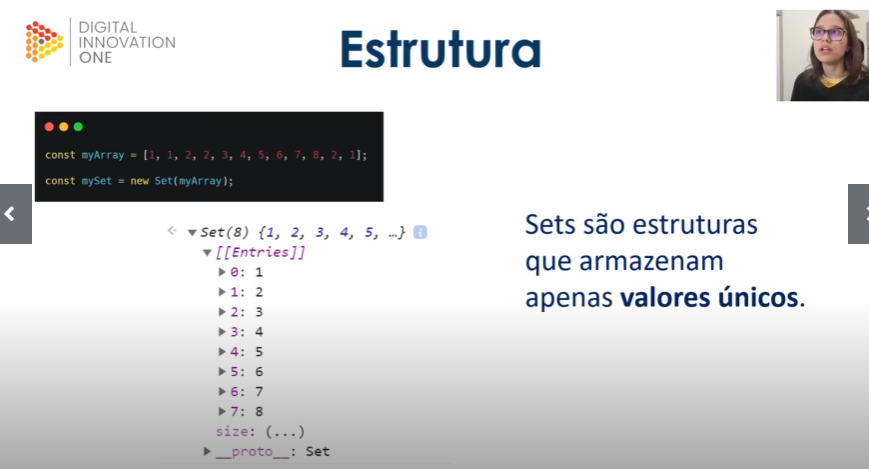 DIGITAL
INNOVATION
ONE
Estrutura
const myArray = [1, 1, 2, 2, 3, 4, 5, 6, 7, 8, 2, 1];
const mySet = new Set(myArray);
Set(8) {1, 2, 3, 4, 5, …} i
[[Entries]]
0: 1
1: 2
2: 3
3: 4
4: 5
5: 6
6: 7
7: 8
size: (...)
__proto__: Set
Sets são estruturas
que armazenam
apenas valores únicos.